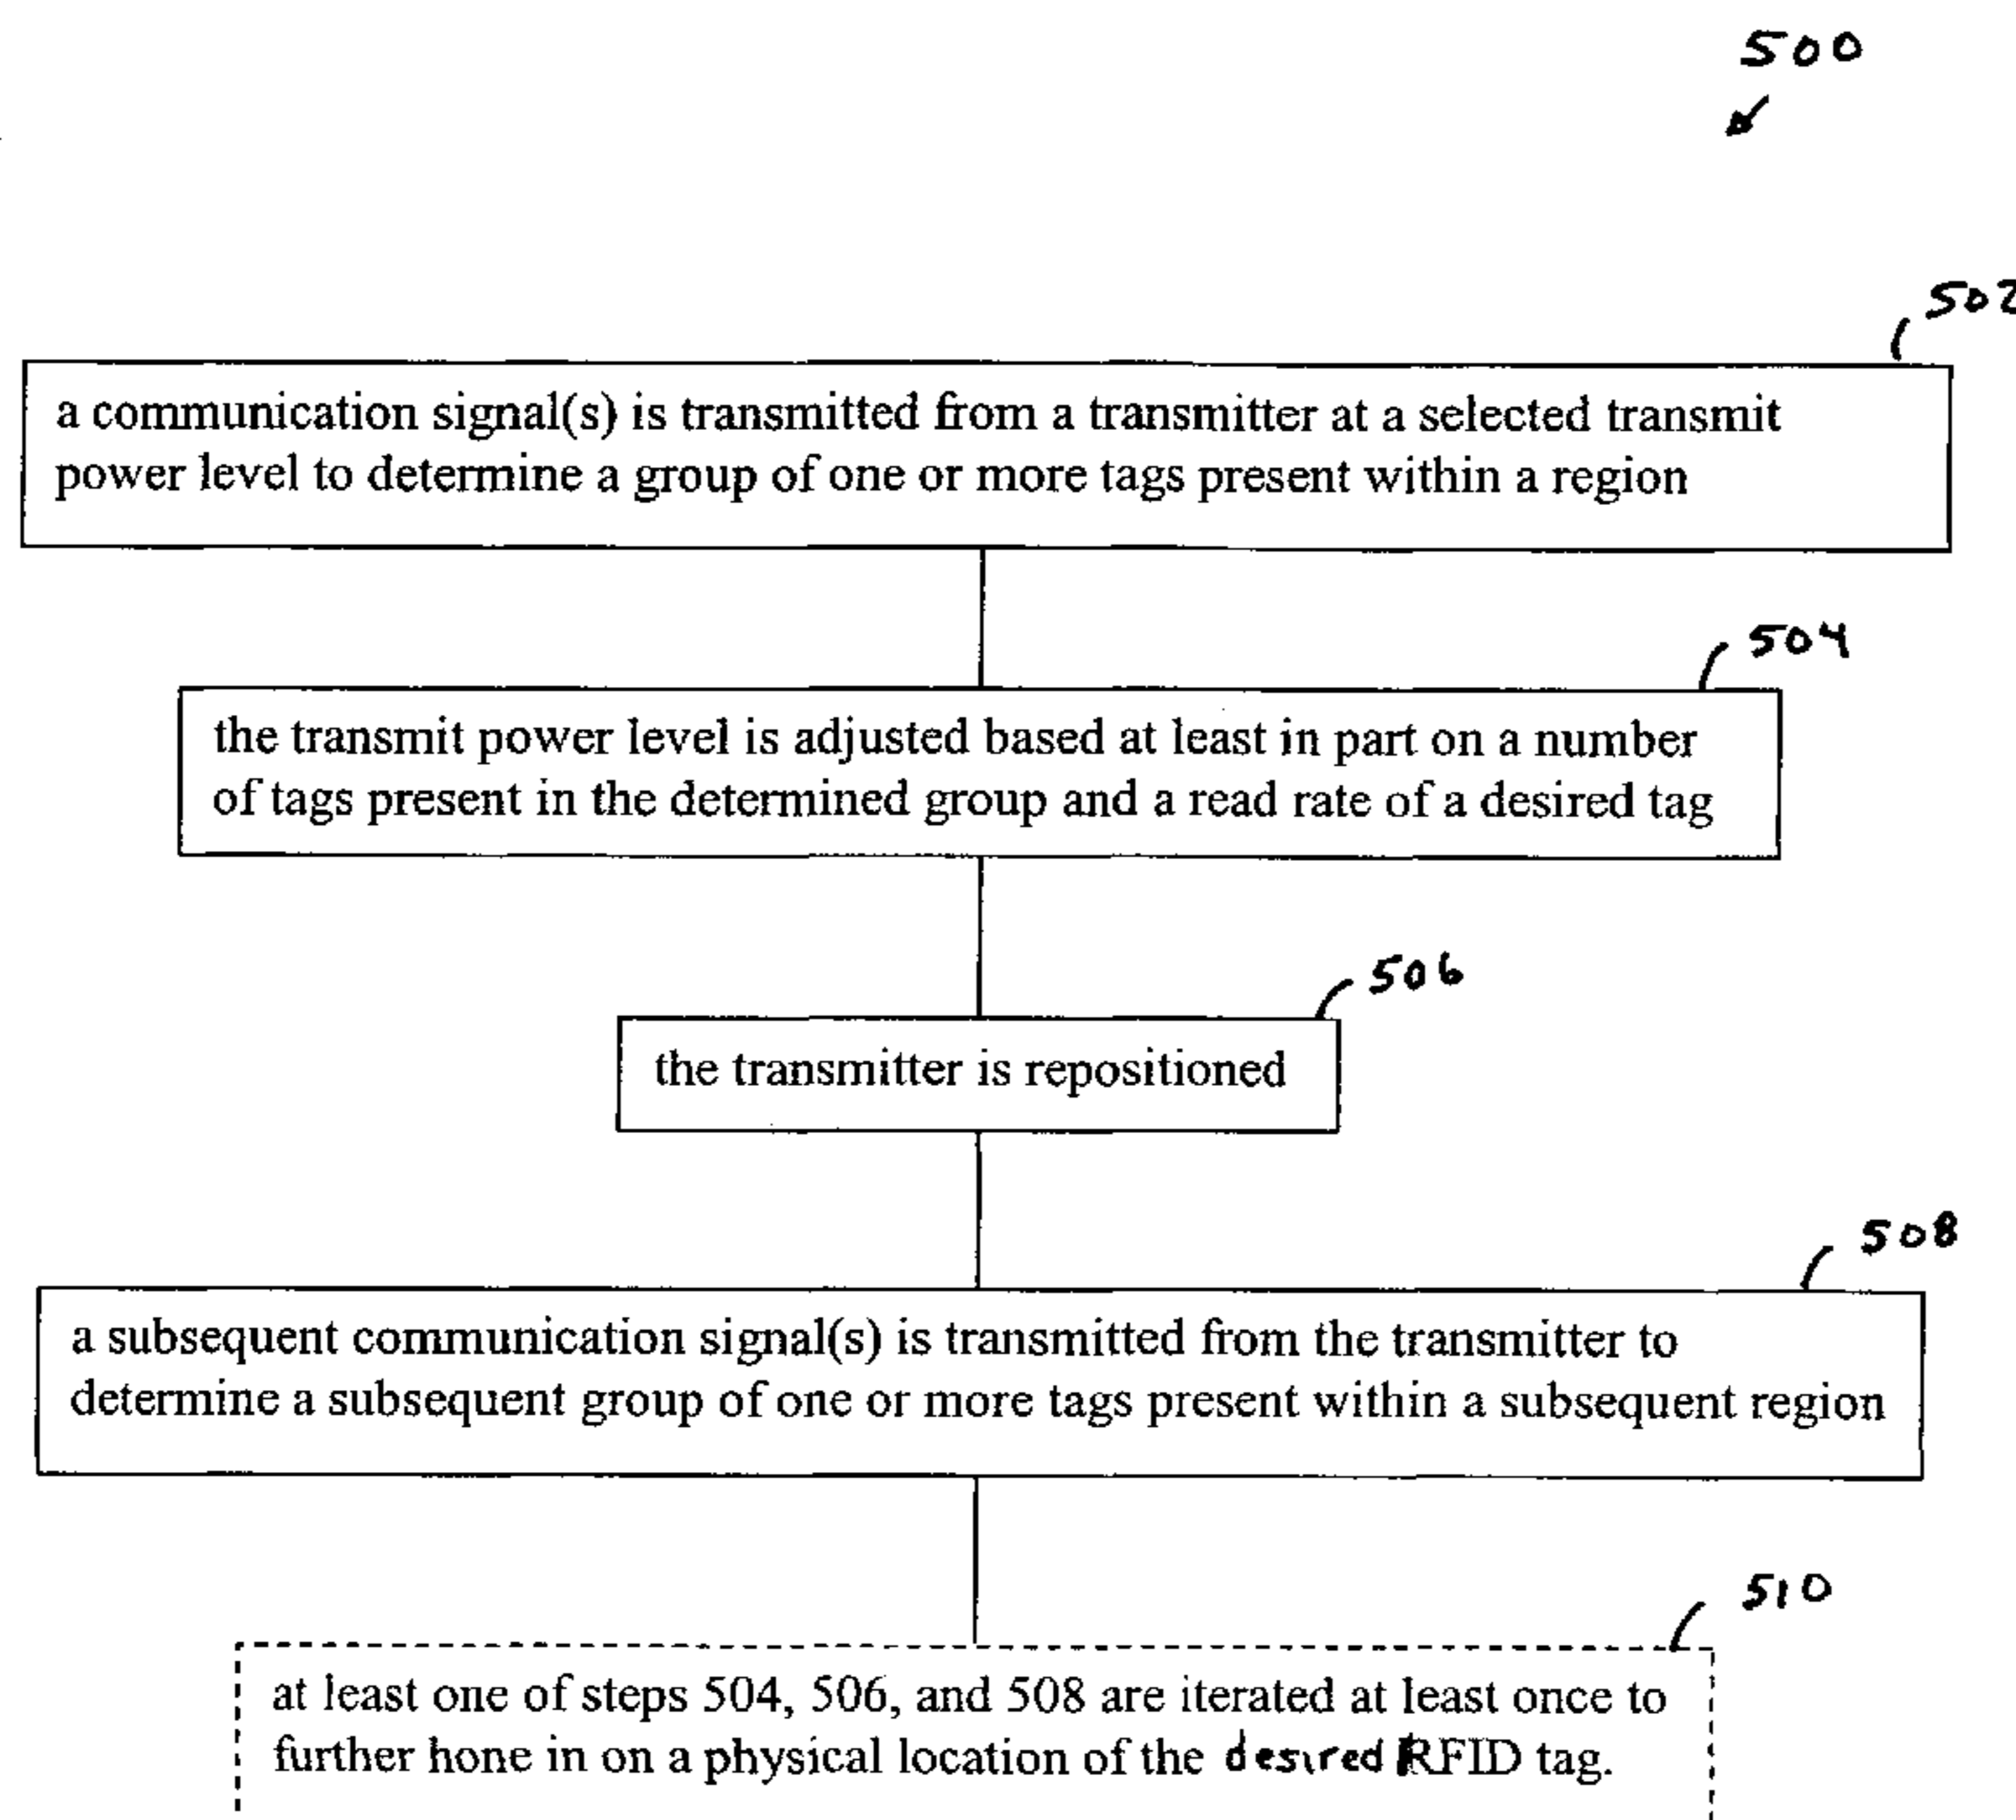 500
502
a communication signal(s) is transmitted from a transmitter at a selected transmit
power level to determine a group of one or more tags present within a region
504
the transmit power level is adjusted based at least in part on a number
of tags present in the determined group and a read rate of a desired tag
506
the transmitter is repositioned
508
a subsequent communication signal(s) is transmitted from the transmitter to
determine a subsequent group of one or more tags present within a subsequent region
510
at least one of steps 504, 506, and 508 are iterated at least once to
further hone in on a physical location of the desired RFID tag.